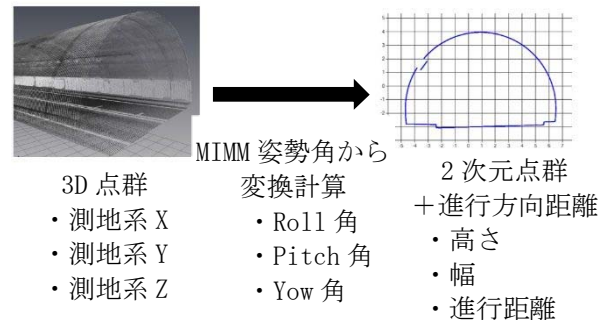 MIMM 姿勢角から
変換計算
・Roll 角
・Pitch 角
・Yow 角
3D 点群
・測地系 X
・測地系 Y
・測地系 Z
2 次元点群
＋進行方向距離
・高さ
・幅
・進行距離